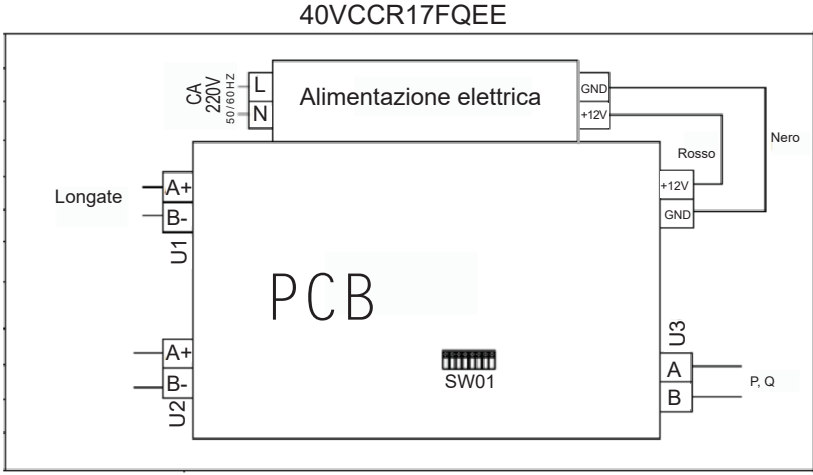 40VCCR17FQEE
CA
220V
50/60HZ
L
N
Alimentazione elettrica
GND
+12V
Nero
Rosso
+12V
GND
Longate
A+
B-
U1
PCB
SW01
A+
B-
U2
U3
A
B
P, Q